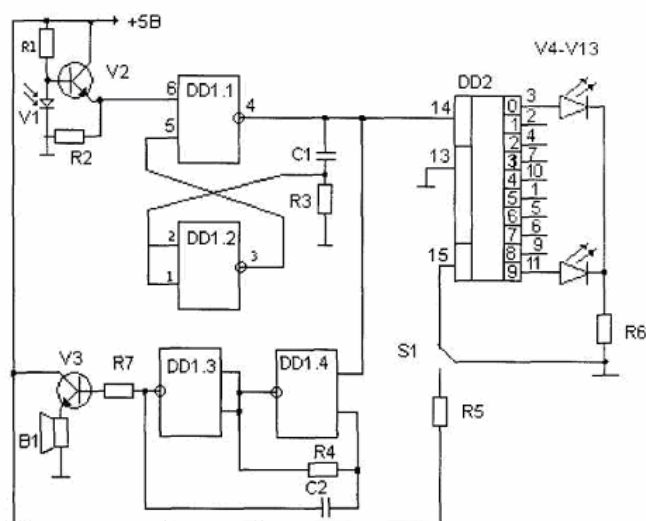 +5В
R1
V2
V1
R2
6
5
DD1.1
4
C1
R3
2
1
DD1.2
3
V4-V13
DD2
14
13
15
0 3
1 2
2 4
3 7
4 10
5 1
6 5
7 6
8 9
9 11
S1
R6
R5
V3
R7
DD1.3
DD1.4
B1
R4
C2